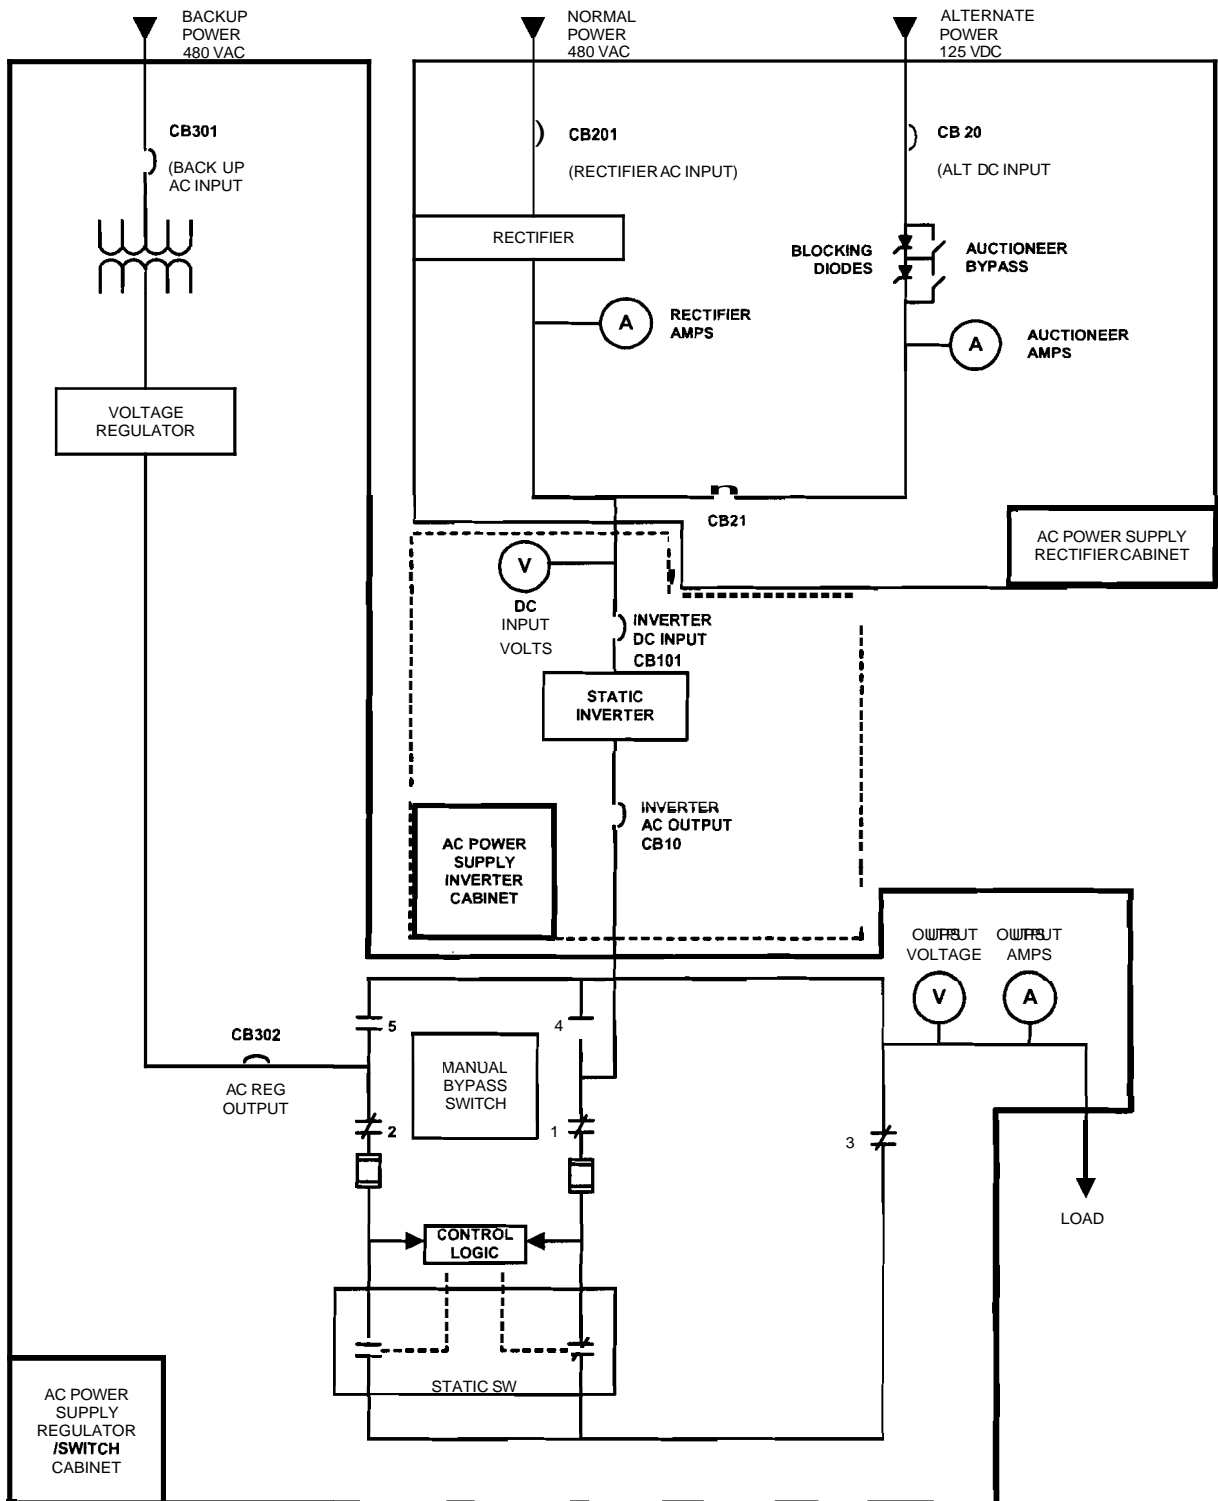 BACKUP
POWER
480 VAC
NORMAL
POWER
480 VAC
ALTERNATE
POWER
125 VDC
CB301
(BACK UP
AC INPUT
CB201
(RECTIFIER AC INPUT)
CB 20
(ALT DC INPUT
RECTIFIER
BLOCKING
DIODES
AUCTIONEER
BYPASS
A
RECTIFIER
AMPS
A
AUCTIONEER
AMPS
VOLTAGE
REGULATOR
CB21
AC POWER SUPPLY
RECTIFIER CABINET
V
DC
INPUT
VOLTS
INVERTER
DC INPUT
CB101
STATIC
INVERTER
INVERTER
AC OUTPUT
CB10
AC POWER
SUPPLY
INVERTER
CABINET
VOLTAGE
AMPS
V
A
5
4
CB302
AC REG
OUTPUT
MANUAL
BYPASS
SWITCH
2
1
3
CONTROL
LOGIC
LOAD
STATIC SW
AC POWER
SUPPLY
REGULATOR
/SWITCH
CABINET